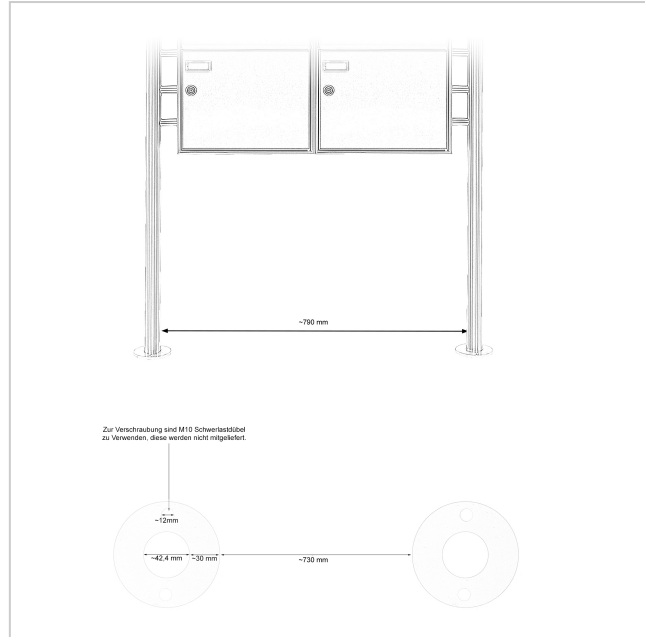 ~790 mm
Zur Verschraubung sind M10 Schwerlastdübel
zu Verwenden, diese werden nicht mitgeliefert.
~12mm
~42.4 mm
~30 mm
~730 mm